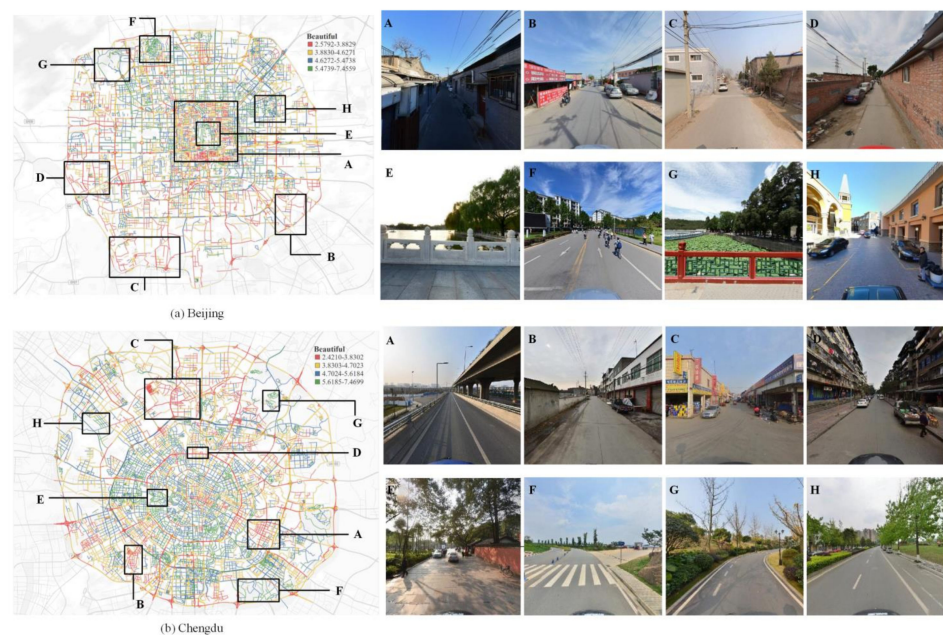 F
G
D
C
B
H
E
A
Beautiful
2.5792-3.8829
3.8830-4.6271
4.6272-5.4738
5.4739-7.4559
A
B
C
D
E
F
G
H
(a) Beijing
C
H
E
B
G
D
A
F
Beautiful
2.4210-3.8302
3.8303-4.7023
4.7024-5.6184
5.6185-7.4699
A
B
C
D
E
F
G
H
(b) Chengdu